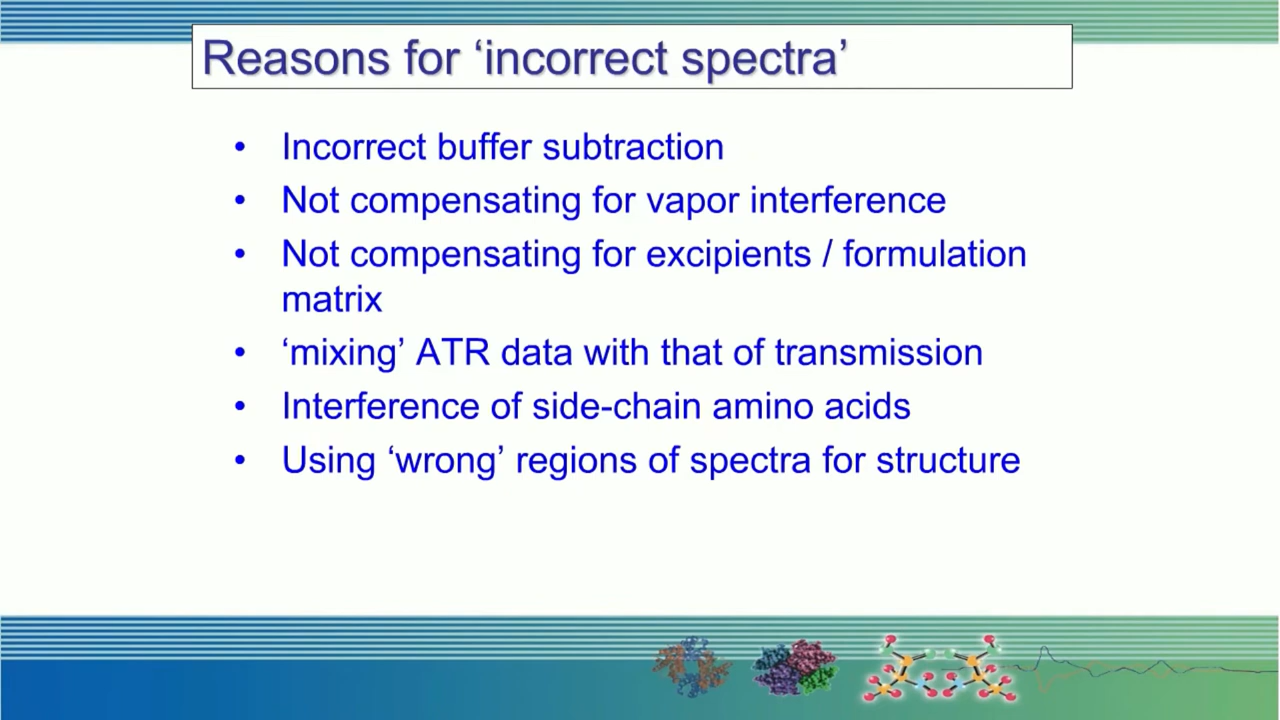 Reasons for ‘incorrect spectra’
• Incorrect buffer subtraction
• Not compensating for vapor interference
• Not compensating for excipients / formulation
matrix
• ‘mixing’ ATR data with that of transmission
• Interference of side-chain amino acids
• Using ‘wrong’ regions of spectra for structure